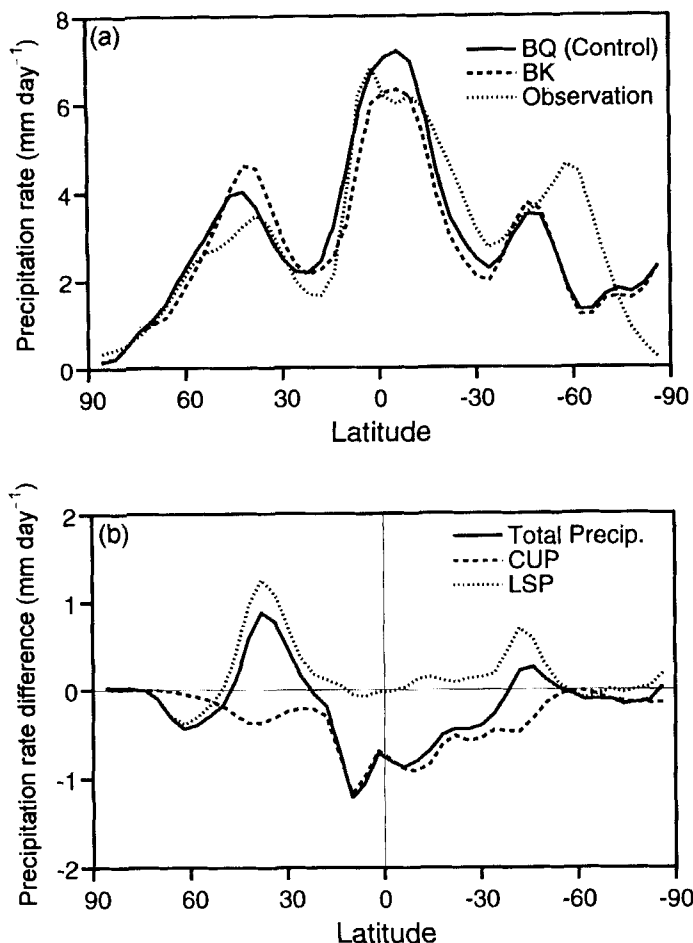 (a)
BQ (Control)
BK
Observation
Precipitation rate (mm day⁻¹)
8
6
4
2
0
90 60 30 0 -30 -60 -90
Latitude
(b)
Total Precip.
CUP
LSP
Precipitation rate difference (mm day⁻¹)
2
1
0
-1
-2
90 60 30 0 -30 -60 -90
Latitude